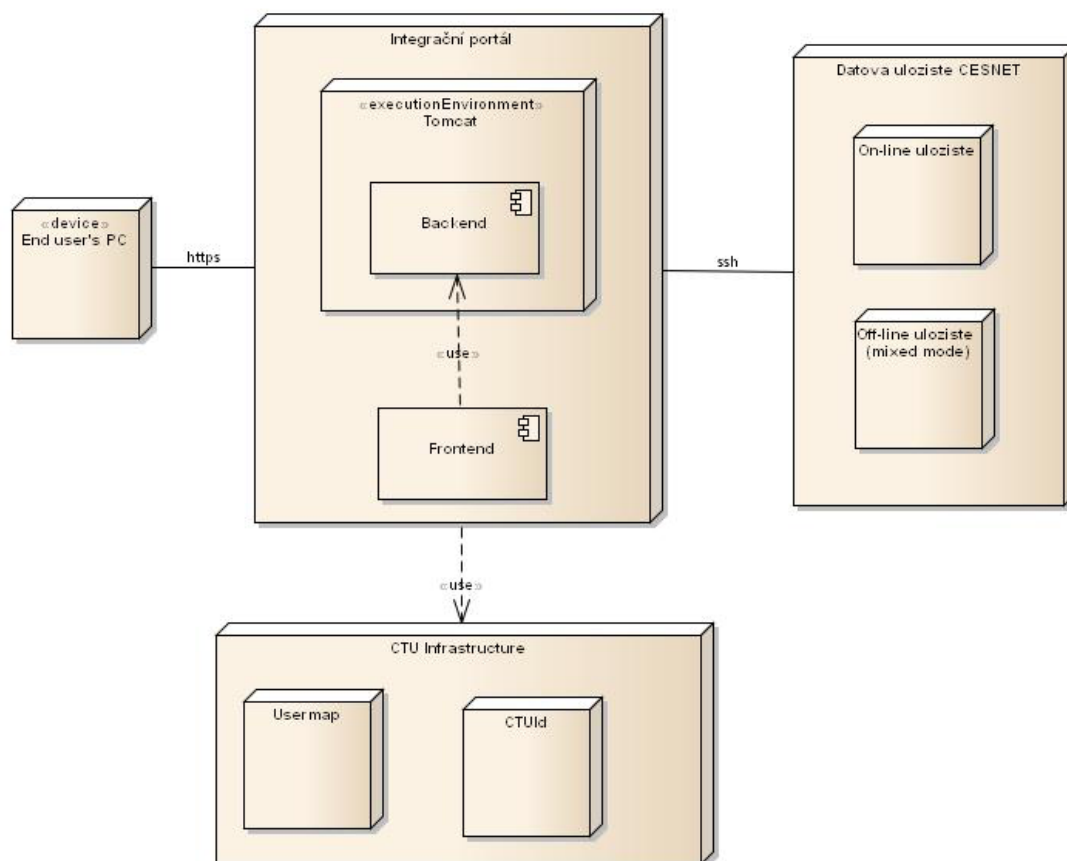 Integrační portál
«executionEnvironment»
Tomcat
Backend
«use»
Frontend
«device»
End user's PC
https
ssh
Datova uloziste CESNET
On-line uloziste
Off-line uloziste
(mixed mode)
«use»
CTU Infrastructure
Usermap
CTUId